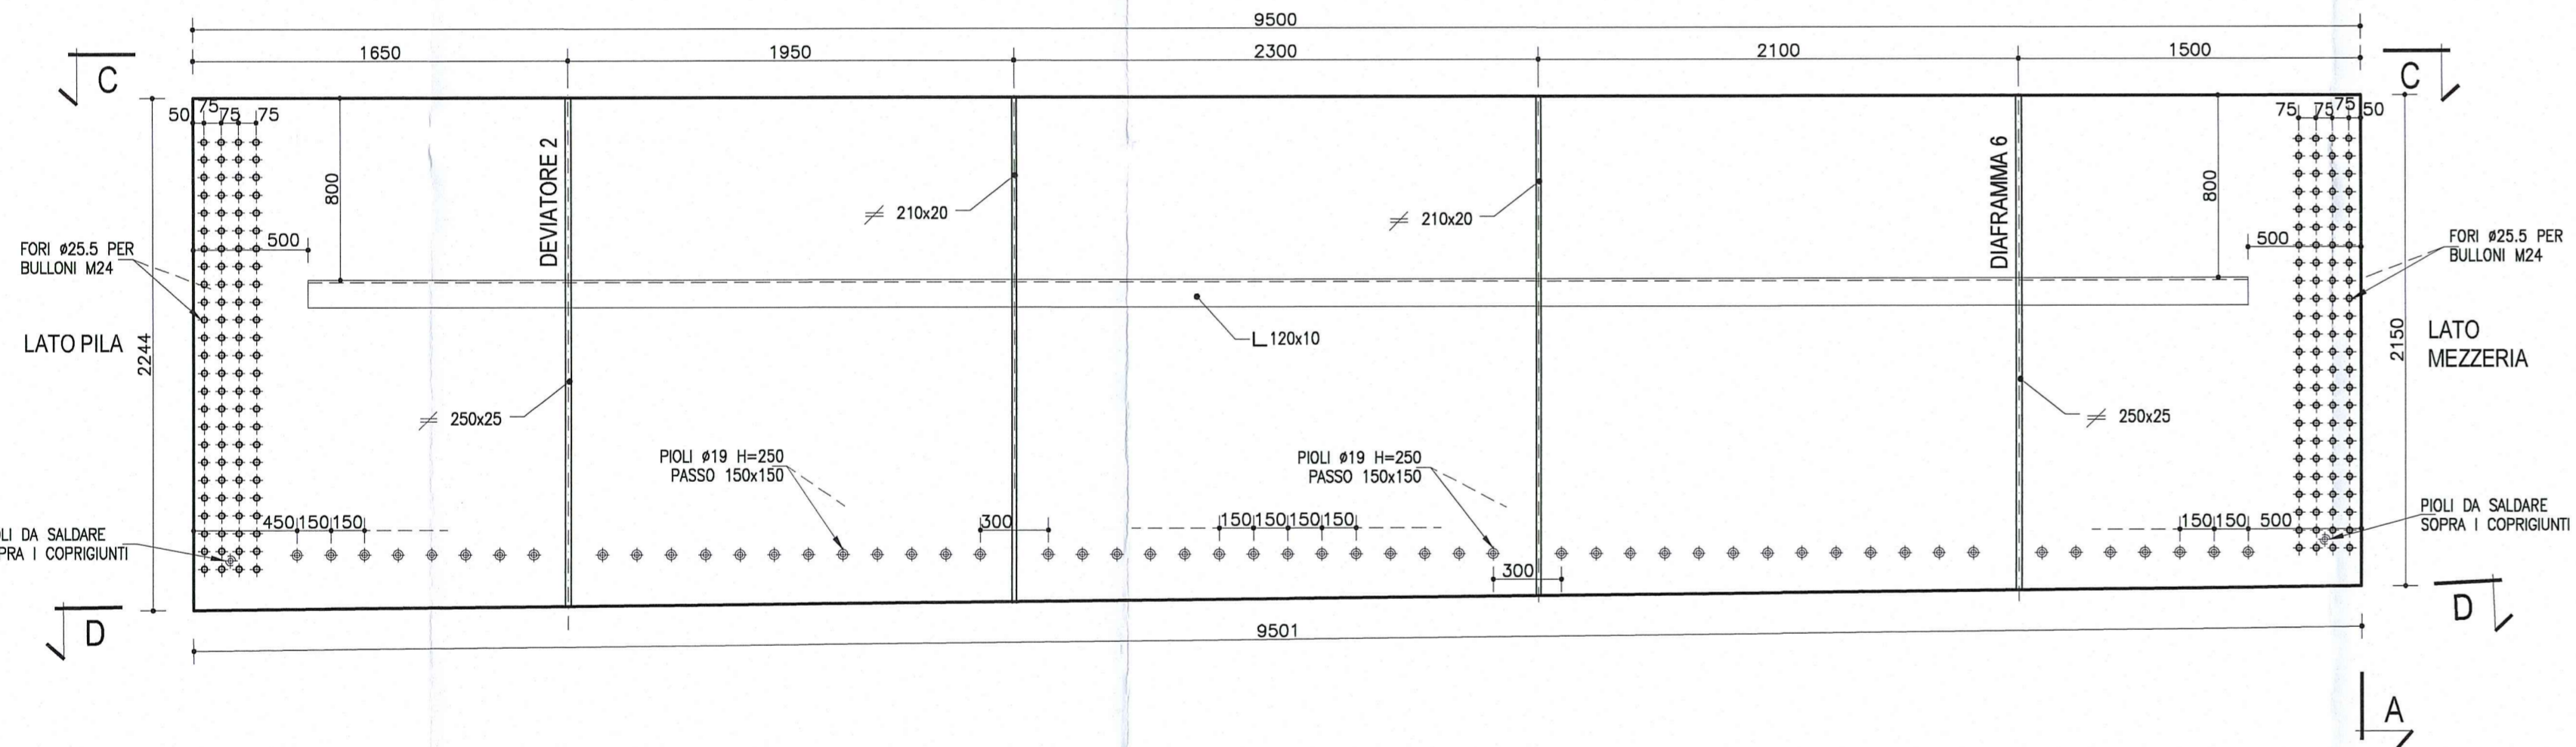 9500
1650
1950
2300
2100
1500
C
C
50
75
75
75
75
75
75
50
800
DEVIATORE 2
210x20
210x20
DIAFRAMMA 6
800
FORI ø25.5 PER
BULLONI M24
500
500
FORI ø25.5 PER
BULLONI M24
LATO PILA
2244
L 120x10
2150
LATO
MEZZERIA
250x25
250x25
PIOLI ø19 H=250
PASSO 150x150
PIOLI ø19 H=250
PASSO 150x150
DA SALDARE
I COPRIGIUNTI
450
150
150
300
150
150
150
150
150
150
500
PIOLI DA SALDARE
SOPRA I COPRIGIUNTI
300
D
D
9501
A